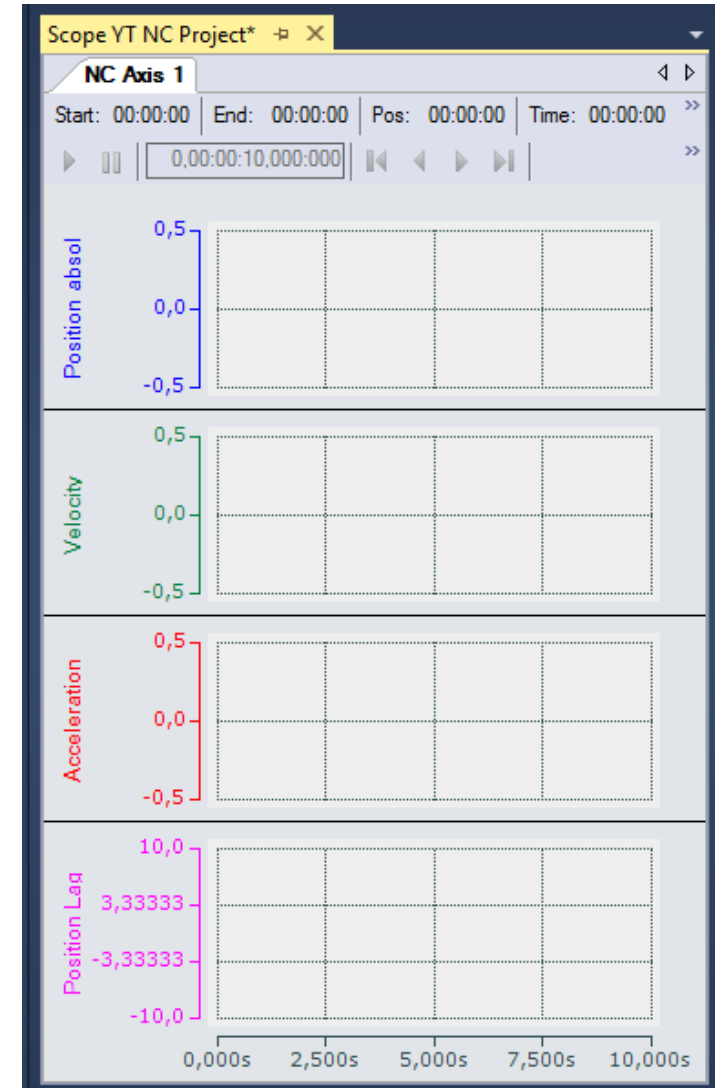 Scope YT NC Project*
NC Axis 1
Start: 00:00:00 End: 00:00:00 Pos: 00:00:00 Time: 00:00:00
0,00:00:10,000:000
Position absol
0,5
0,0
-0,5
Velocity
0,5
0,0
-0,5
Acceleration
0,5
0,0
-0,5
Position Lag
10,0
3,33333
-3,33333
-10,0
0,000s 2,500s 5,000s 7,500s 10,000s